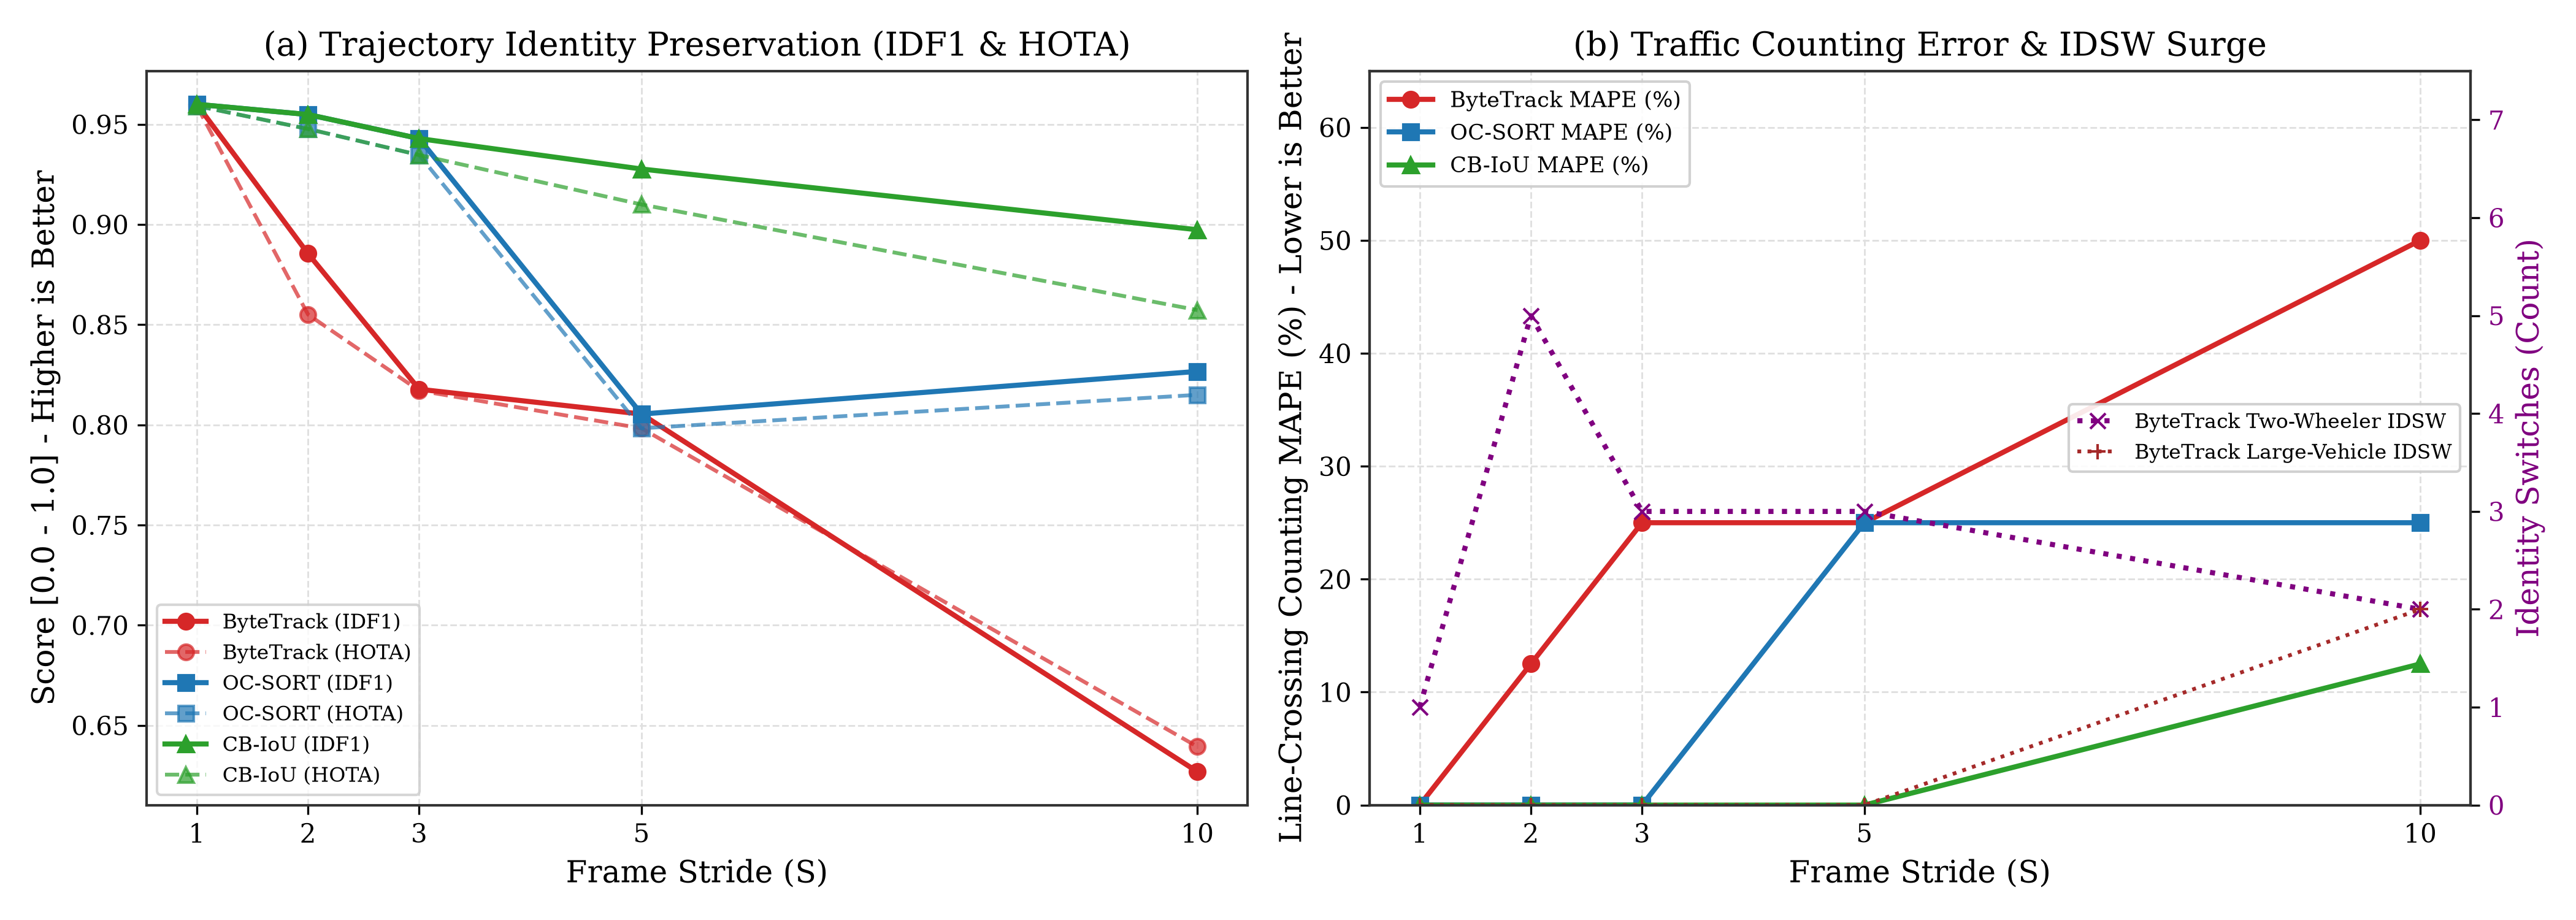 (a) Trajectory Identity Preservation (IDF1 & HOTA)
Score [0.0 - 1.0] - Higher is Better
0.95
0.90
0.85
0.80
0.75
0.70
0.65
ByteTrack (IDF1)
ByteTrack (HOTA)
OC-SORT (IDF1)
OC-SORT (HOTA)
CB-IoU (IDF1)
CB-IoU (HOTA)
1 2 3 5 10
Frame Stride (S)
(b) Traffic Counting Error & IDSW Surge
Line-Crossing Counting MAPE (%) - Lower is Better
60
50
40
30
20
10
0
ByteTrack MAPE (%)
OC-SORT MAPE (%)
CB-IoU MAPE (%)
ByteTrack Two-Wheeler IDSW
ByteTrack Large-Vehicle IDSW
7
6
5
4
3
2
1
0
Identity Switches (Count)
1 2 3 5 10
Frame Stride (S)